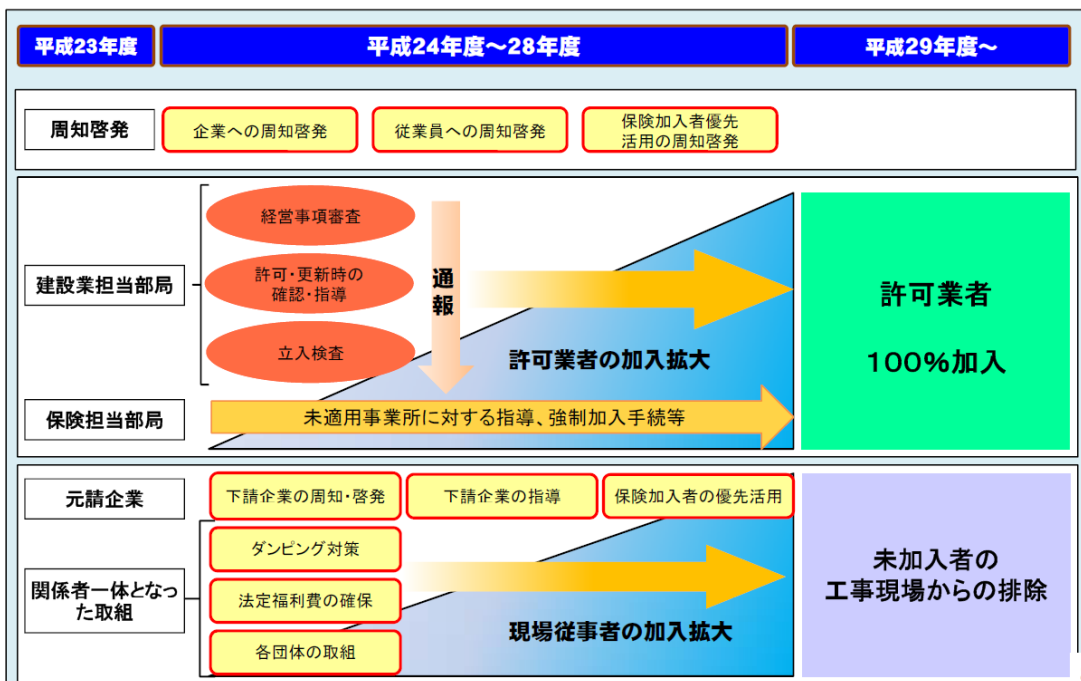 平成23年度
平成24年度～28年度
平成29年度～
周知啓発
企業への周知啓発
従業員への周知啓発
保険加入者優先
活用の周知啓発
建設業担当部局
経営事項審査
許可・更新時の
確認・指導
立入検査
通報
許可業者の加入拡大
許可業者
100％加入
保険担当部局
未適用事業所に対する指導、強制加入手続等
元請企業
下請企業の周知・啓発
下請企業の指導
保険加入者の優先活用
関係者一体となっ
た取組
ダンピング対策
法定福利費の確保
各団体の取組
現場従事者の加入拡大
未加入者の
工事現場からの排除